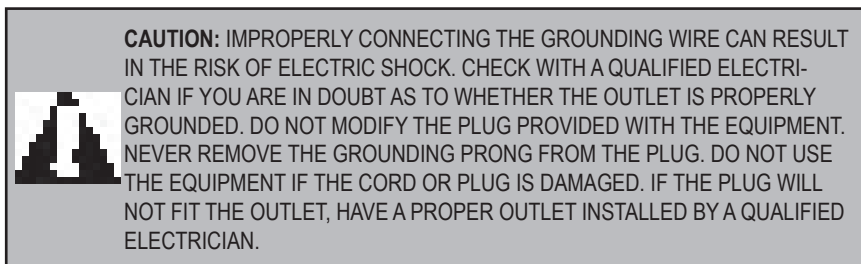 CAUTION: IMPROPERLY CONNECTING THE GROUNDING WIRE CAN RESULT
IN THE RISK OF ELECTRIC SHOCK. CHECK WITH A QUALIFIED ELECTRI-
CIAN IF YOU ARE IN DOUBT AS TO WHETHER THE OUTLET IS PROPERLY
GROUNDED. DO NOT MODIFY THE PLUG PROVIDED WITH THE EQUIPMENT.
NEVER REMOVE THE GROUNDING PRONG FROM THE PLUG. DO NOT USE
THE EQUIPMENT IF THE CORD OR PLUG IS DAMAGED. IF THE PLUG WILL
NOT FIT THE OUTLET, HAVE A PROPER OUTLET INSTALLED BY A QUALIFIED
ELECTRICIAN.